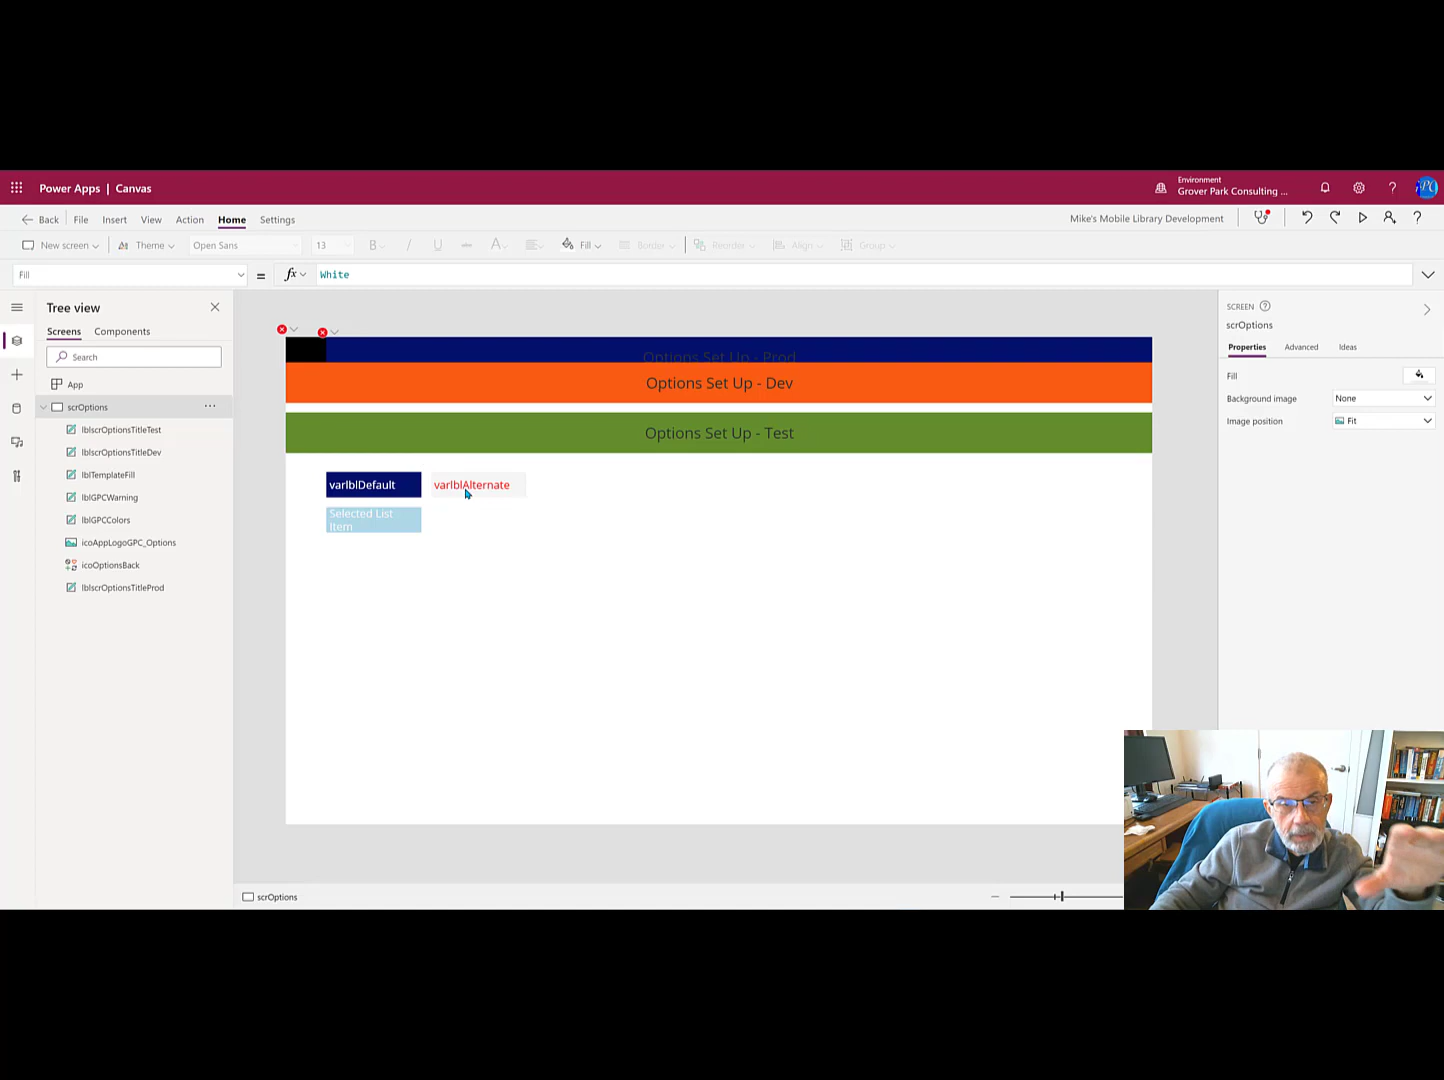 Power Apps | Canvas
Environment
Grover Park Consulting ...
Back File Insert View Action Home Settings
Mike's Mobile Library Development
New screen Theme Open Sans 13 B / U abc A Fill Border Reorder Align Group
Fill = fx White
Tree view
Screens Components
Search
App
scrOptions
lblscrOptionsTitleTest
lblscrOptionsTitleDev
lblTemplateFill
lblGPCWarning
lblGPCColors
icoAppLogoGPC_Options
icoOptionsBack
lblscrOptionsTitleProd
Options Set Up - Prod
Options Set Up - Dev
Options Set Up - Test
varlblDefault varlblAlternate
Selected List
Item
SCREEN
scrOptions
Properties Advanced Ideas
Fill
Background image None
Image position Fit
scrOptions